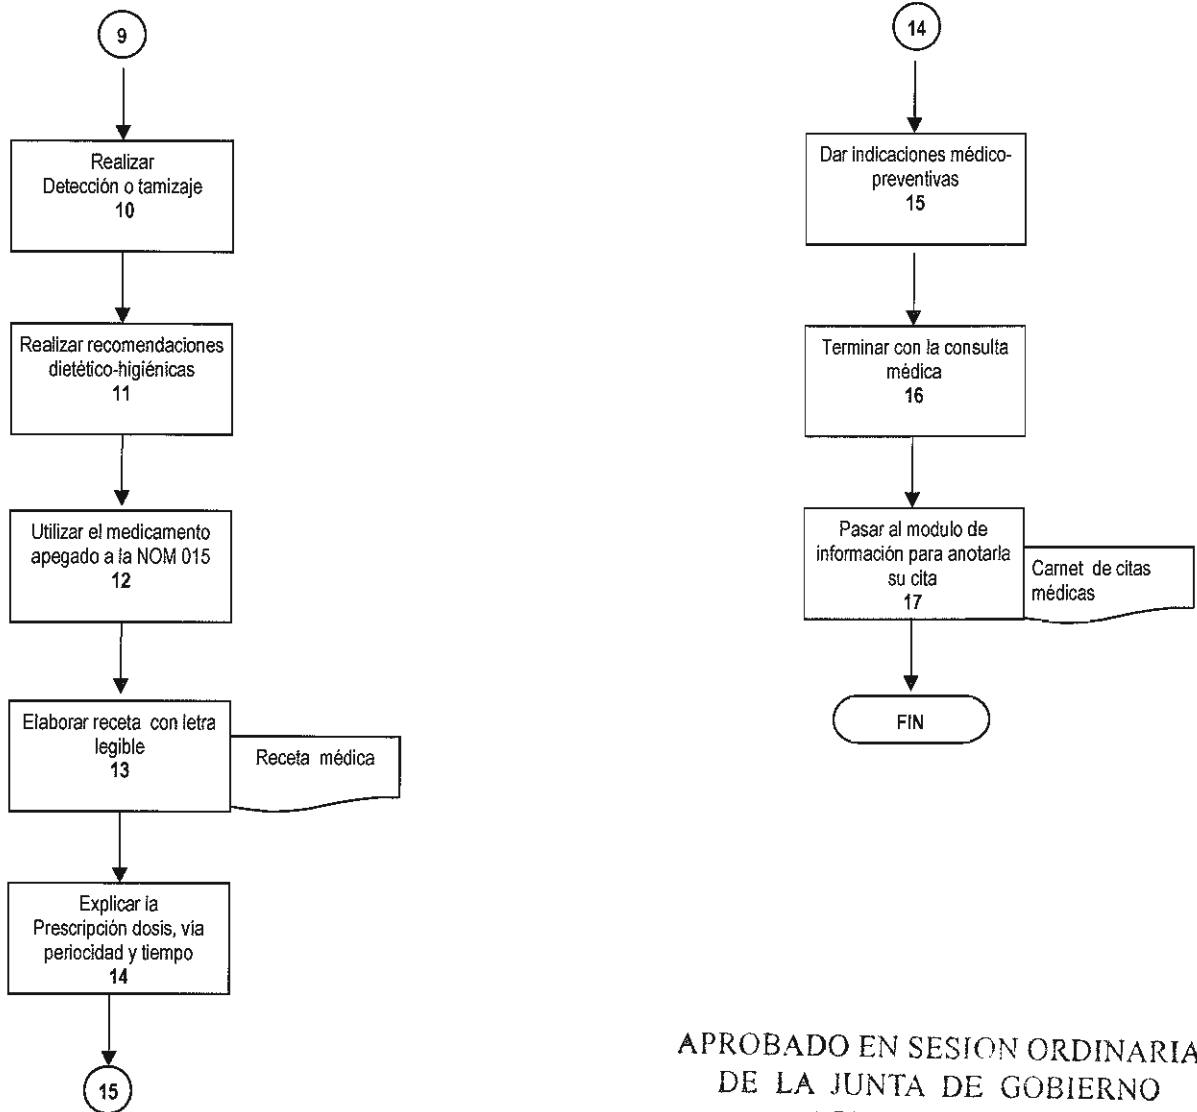 9
Realizar
Detección o tamizaje
10
Realizar recomendaciones
dietético-higiénicas
11
Utilizar el medicamento
apegado a la NOM 015
12
Elaborar receta con letra
legible
13
Receta médica
Explicar la
Prescripción dosis, vía
periocidad y tiempo
14
15
14
Dar indicaciones médico-
preventivas
15
Terminar con la consulta
médica
16
Pasar al modulo de
información para anotarla
su cita
17
Carnet de citas
médicas
FIN
APROBADO EN SESION ORDINARIA
DE LA JUNTA DE GOBIERNO